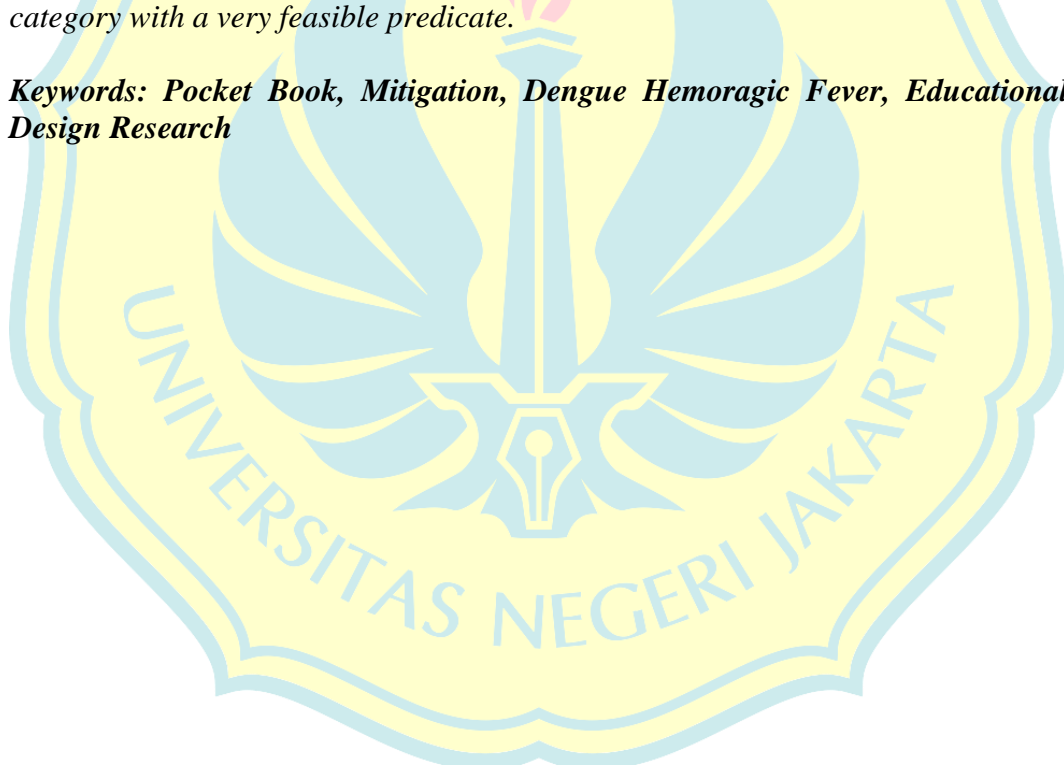 category with a very feasible predicate.
Keywords: Pocket Book, Mitigation, Dengue Hemoragic Fever, Educational
Design Research
UNIVERSITAS NEGERI JAKARTA